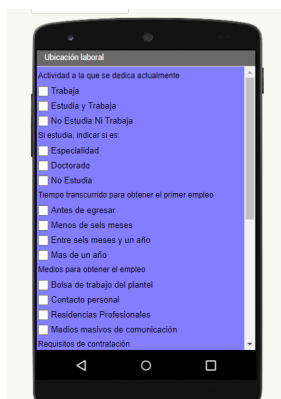 Ubicación laboral
Actividad a la que se dedica actualmente
Trabaja
Estudia y Trabaja
No Estudia Ni Trabaja
Si estudia, indicar si es:
Especialidad
Doctorado
No Estudia
Tiempo transcurrido para obtener el primer empleo
Antes de egresar
Menos de seis meses
Entre seis meses y un año
Mas de un año
Medios para obtener el empleo
Bolsa de trabajo del plantel
Contacto personal
Residencias Profesionales
Medios masivos de comunicación
Requisitos de contratación